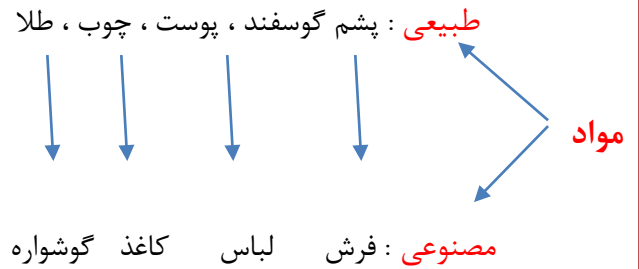 طبیعی : پشم گوسفند ، پوست ، چوب ، طلا
مواد
مصنوعی : فرش لباس کاغذ گوشواره